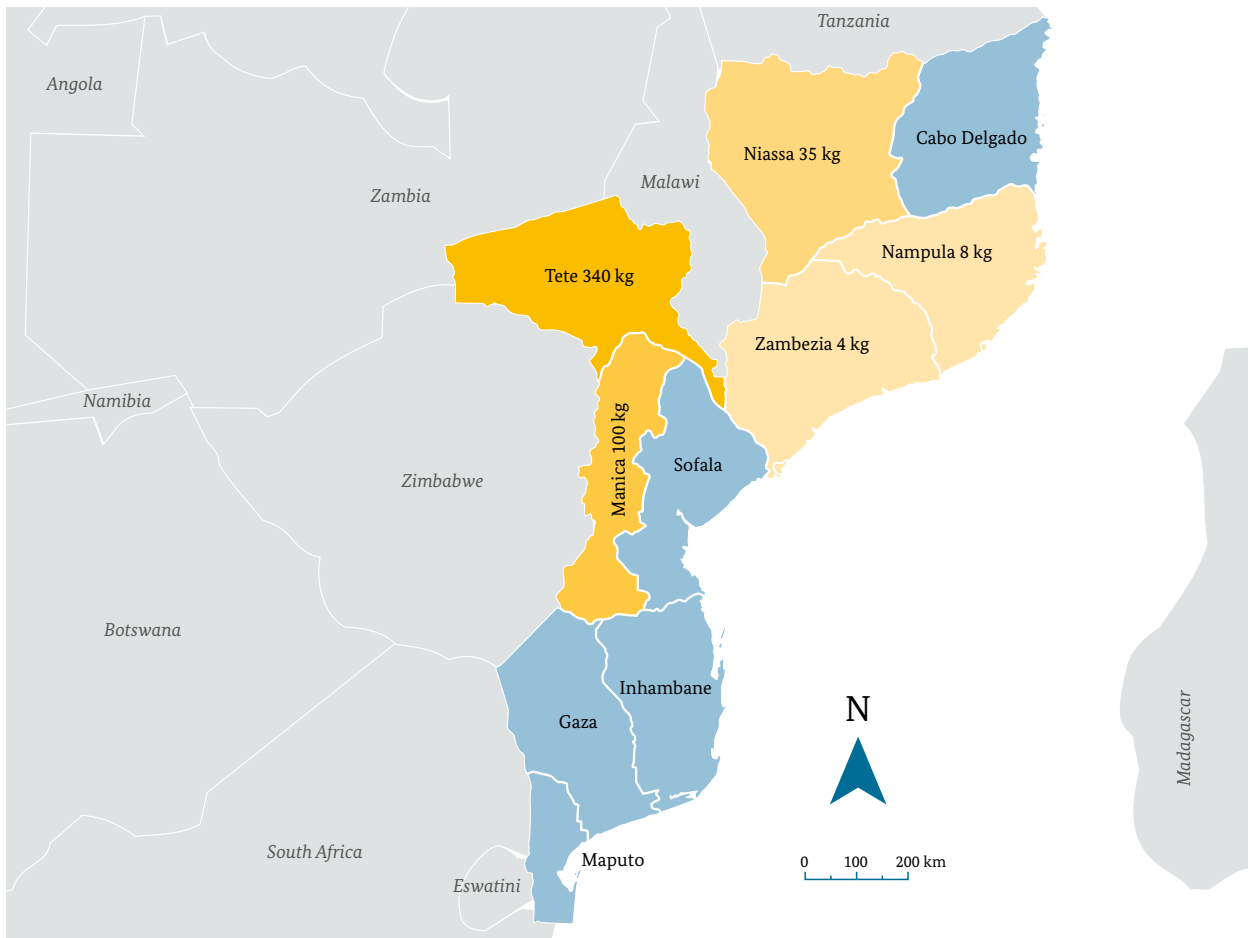 Tanzania
Angola
Cabo Delgado
Niassa 35 kg
Malawi
Zambia
Nampula 8 kg
Tete 340 kg
Zambezia 4 kg
Namibia
Manica 100 kg
Sofala
Zimbabwe
Botswana
Inhambane
N
Gaza
Madagascar
South Africa
Maputo
0 100 200 km
Eswatini